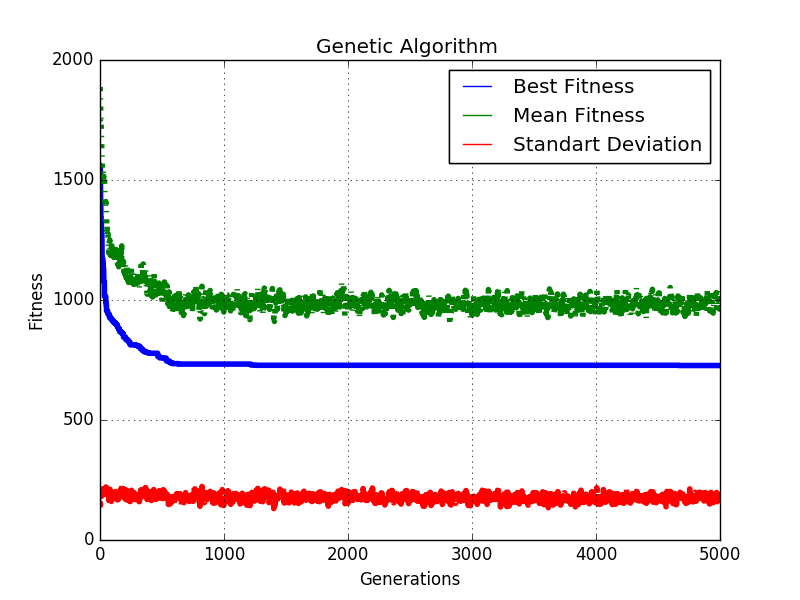 Genetic Algorithm
Best Fitness
Mean Fitness
Standart Deviation
2000
1500
1000
500
0
Fitness
0 1000 2000 3000 4000 5000
Generations